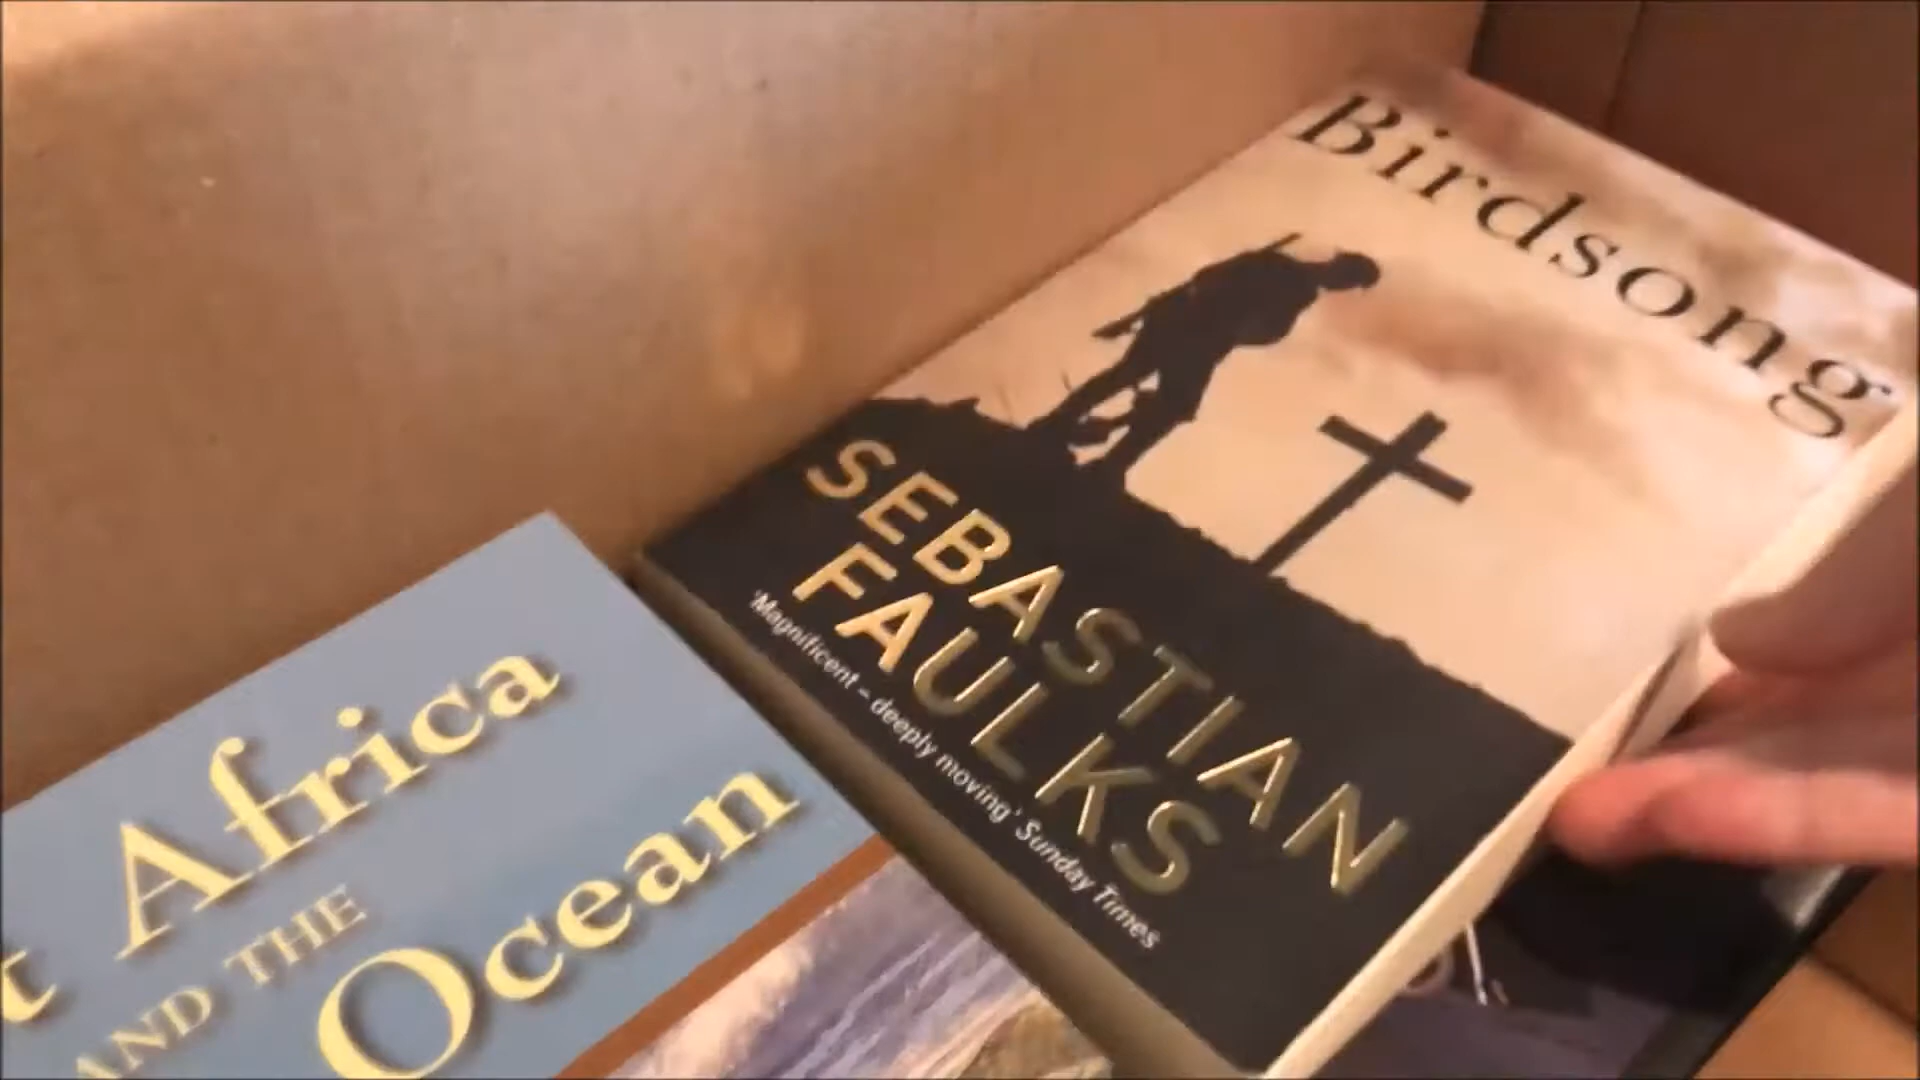 Birdsong
SEBASTIAN
FAULKS
'Magnificent – deeply moving' Sunday Times
t Africa
AND THE
Ocean